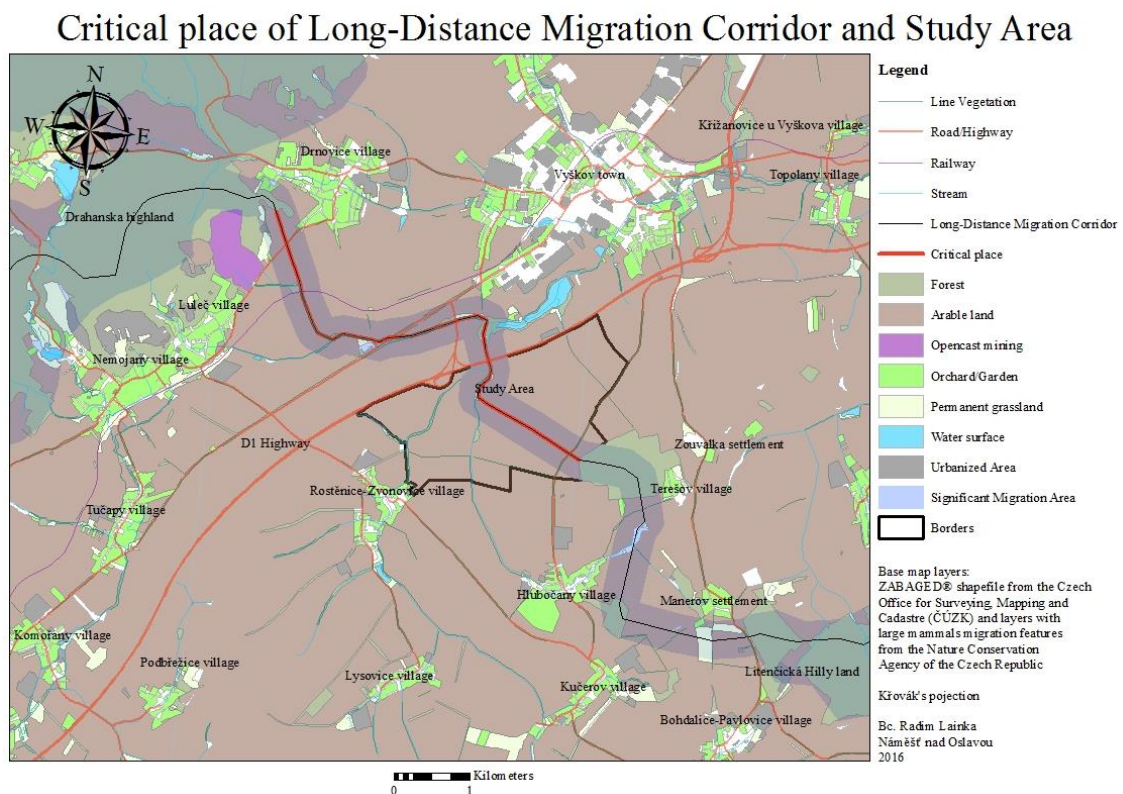 Critical place of Long-Distance Migration Corridor and Study Area
N
W
E
S
Drnovice village
Křižanovice u Vyškova village
Vyškov town
Topolany village
Drahanska highland
Luleč village
Nemojany village
Study Area
D1 Highway
Zouvalka settlement
Rostěnice-Zvonovice village
Terešov village
Tučapy village
Hlubočany village
Manerov settlement
Komořany village
Podbřežice village
Lysovice village
Kučerov village
Litenčická Hilly land
Bohdalice-Pavlovice village
Legend
Line Vegetation
Road/Highway
Railway
Stream
Long-Distance Migration Corridor
Critical place
Forest
Arable land
Opencast mining
Orchard/Garden
Permanent grassland
Water surface
Urbanized Area
Significant Migration Area
Borders
Base map layers:
ZABAGED® shapefile from the Czech
Office for Surveying, Mapping and
Cadastre (ČÚZK) and layers with
large mammals migration features
from the Nature Conservation
Agency of the Czech Republic
Křovák's pojection
Bc. Radim Lainka
Náměšť nad Oslavou
2016
Kilometers
0 1